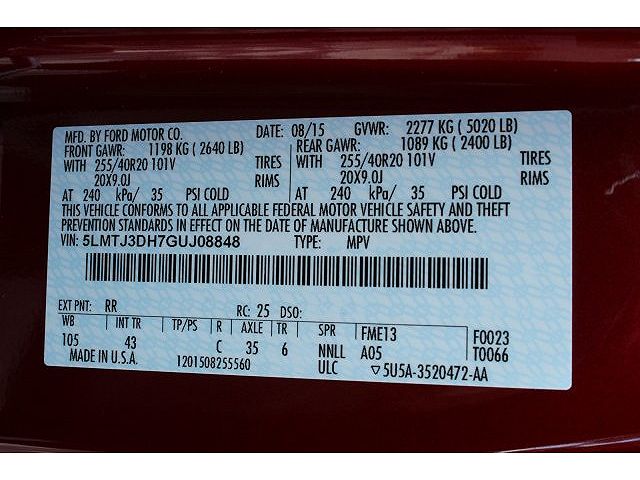 MFD. BY FORD MOTOR CO. DATE: 08/15 GVWR: 2277 KG ( 5020 LB)
FRONT GAWR: 1198 KG ( 2640 LB) REAR GAWR: 1089 KG ( 2400 LB)
WITH 255/40R20 101V TIRES WITH 255/40R20 101V TIRES
20X9.0J RIMS 20X9.0J RIMS
AT 240 kPa/ 35 PSI COLD AT 240 kPa/ 35 PSI COLD
THIS VEHICLE CONFORMS TO ALL APPLICABLE FEDERAL MOTOR VEHICLE SAFETY AND THEFT
PREVENTION STANDARDS IN EFFECT ON THE DATE OF MANUFACTURE SHOWN ABOVE.
VIN: 5LMTJ3DH7GUJ08848 TYPE: MPV
EXT PNT: RR RC: 25 DSO:
WB INT TR TP/PS R AXLE TR SPR FME13 F0023
105 43 C 35 6 NNLL A05 T0066
MADE IN U.S.A. 1201508255560 ULC ▽5U5A-3520472-AA